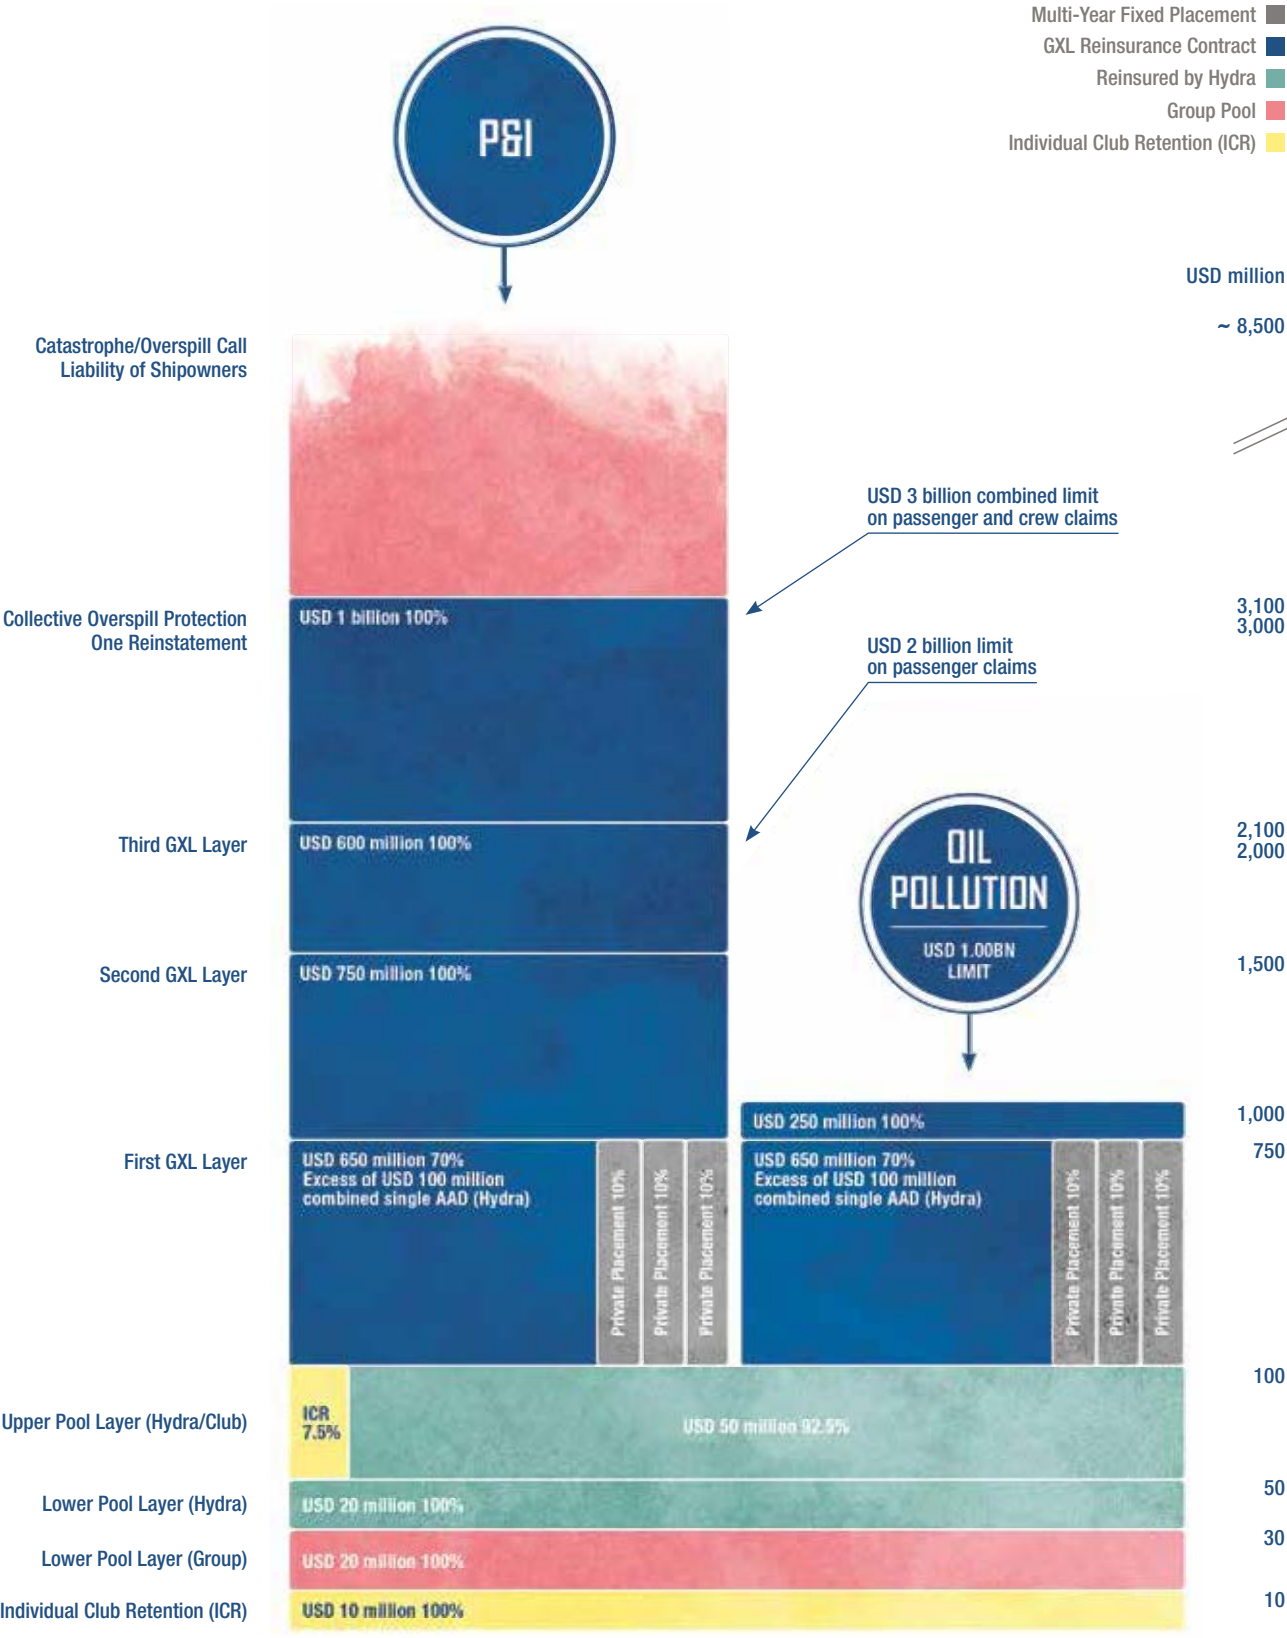 Multi-Year Fixed Placement
GXL Reinsurance Contract
Reinsured by Hydra
Group Pool
Individual Club Retention (ICR)
P&I
USD million
~ 8,500
Catastrophe/Overspill Call
Liability of Shipowners
USD 3 billion combined limit
on passenger and crew claims
Collective Overspill Protection
One Reinstatement
USD 1 billion 100%
3,100
3,000
USD 2 billion limit
on passenger claims
Third GXL Layer
USD 600 million 100%
2,100
2,000
OIL
POLLUTION
USD 1.00BN
LIMIT
Second GXL Layer
USD 750 million 100%
1,500
USD 250 million 100%
1,000
750
First GXL Layer
USD 650 million 70%
Excess of USD 100 million
combined single AAD (Hydra)
Private Placement 10%
Private Placement 10%
Private Placement 10%
USD 650 million 70%
Excess of USD 100 million
combined single AAD (Hydra)
Private Placement 10%
Private Placement 10%
Private Placement 10%
100
Upper Pool Layer (Hydra/Club)
ICR
7.5%
USD 50 million 92.5%
50
Lower Pool Layer (Hydra)
USD 20 million 100%
30
Lower Pool Layer (Group)
USD 20 million 100%
10
Individual Club Retention (ICR)
USD 10 million 100%